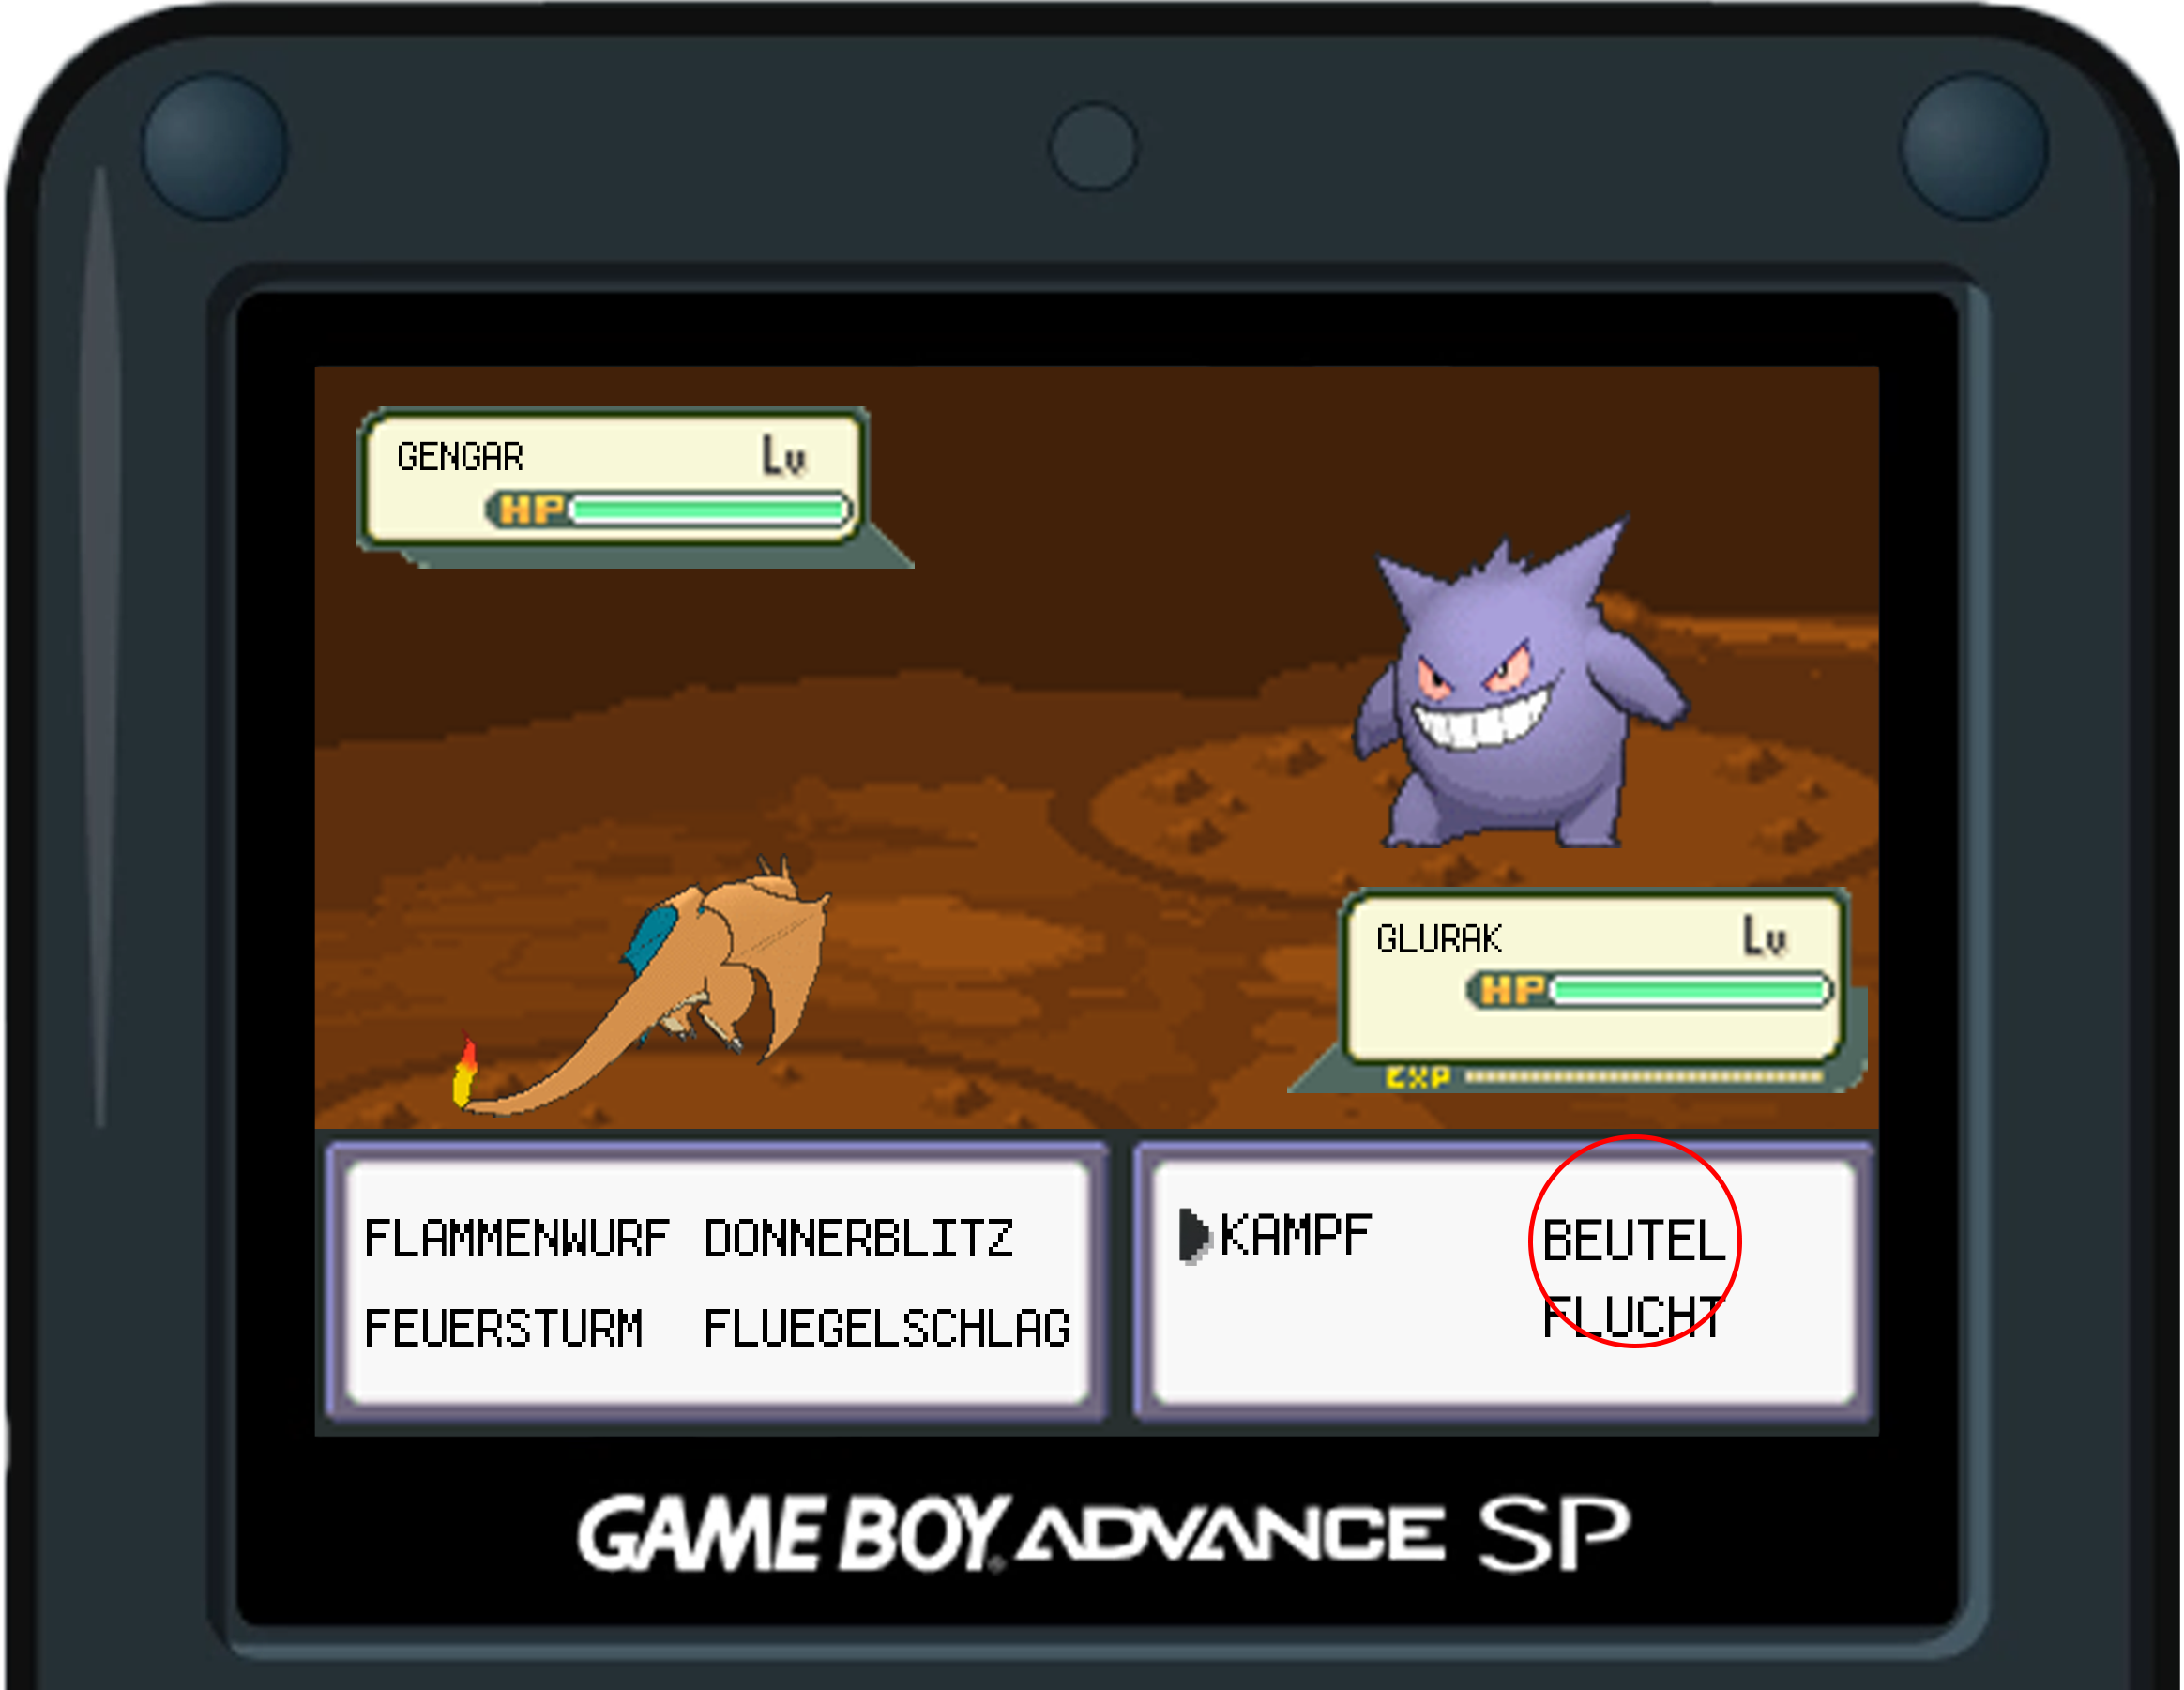 GENGAR Lv
HP
GLURAK Lv
HP
EXP
FLAMMENWURF DONNERBLITZ
FEUERSTURM FLUEGELSCHLAG
KAMPF BEUTEL
FLUCHT
GAME BOY ADVANCE SP